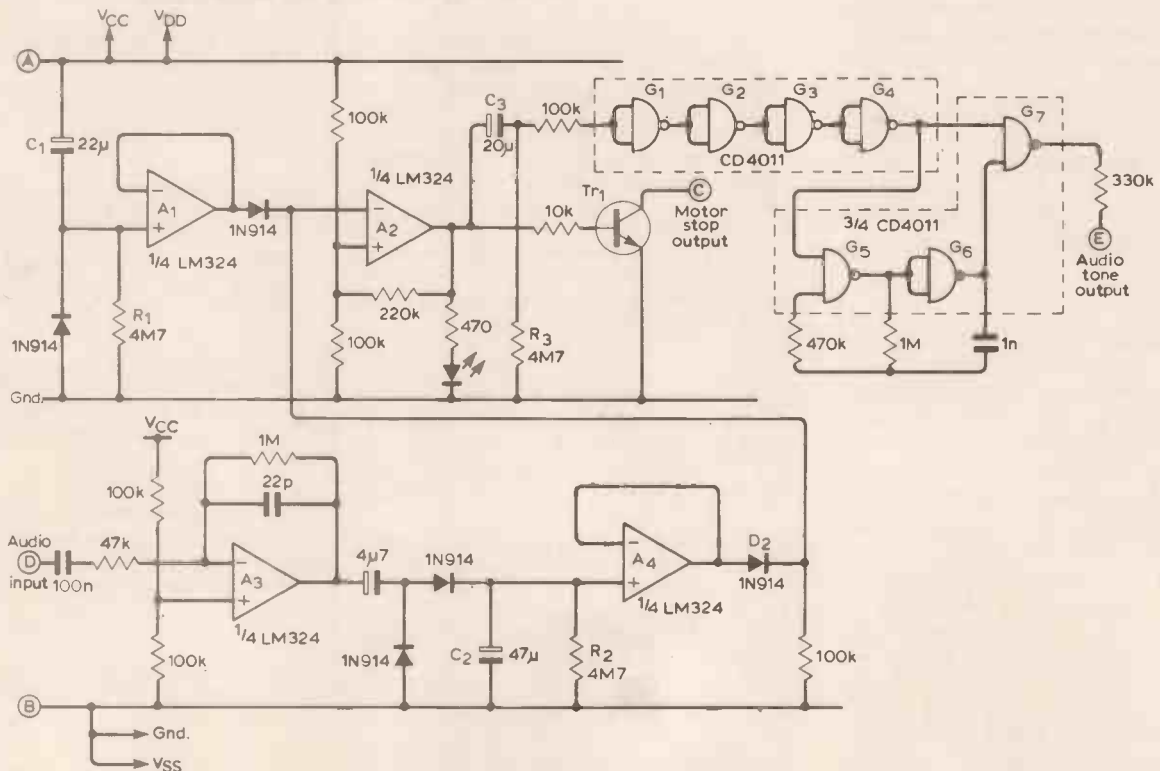 VCC VDD
A
C1 22µ
1N914
R1
4M7
A1
1/4 LM324
1N914
100k
100k
1/4 LM324
A2
220k
470
C3
20µ
100k
10k
Tr1
C
Motor
stop
output
R3
4M7
G1 G2 G3 G4
CD4011
G7
3/4 CD4011
G5
G6
470k
1M
1n
330k
E
Audio
tone
output
Gnd.
VCC
100k
1M
22p
Audio
D
input
100n
47k
A3
1/4 LM324
100k
4µ7
1N914
1N914
C2
47µ
R2
4M7
A4
1/4 LM324
D2
1N914
100k
B
Gnd.
VSS